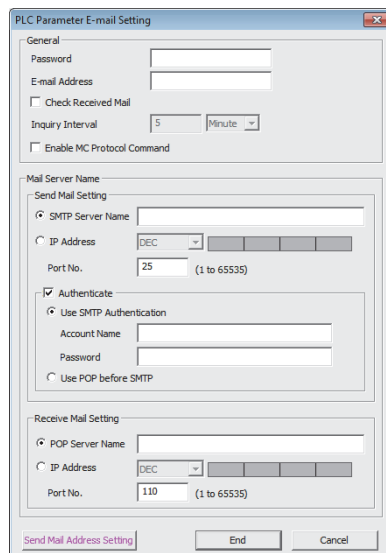 PLC Parameter E-mail Setting
General
Password
E-mail Address
Check Received Mail
Inquiry Interval 5 Minute
Enable MC Protocol Command
Mail Server Name
Send Mail Setting
SMTP Server Name
IP Address DEC
Port No. 25 (1 to 65535)
Authenticate
Use SMTP Authentication
Account Name
Password
Use POP before SMTP
Receive Mail Setting
POP Server Name
IP Address DEC
Port No. 110 (1 to 65535)
Send Mail Address Setting End Cancel